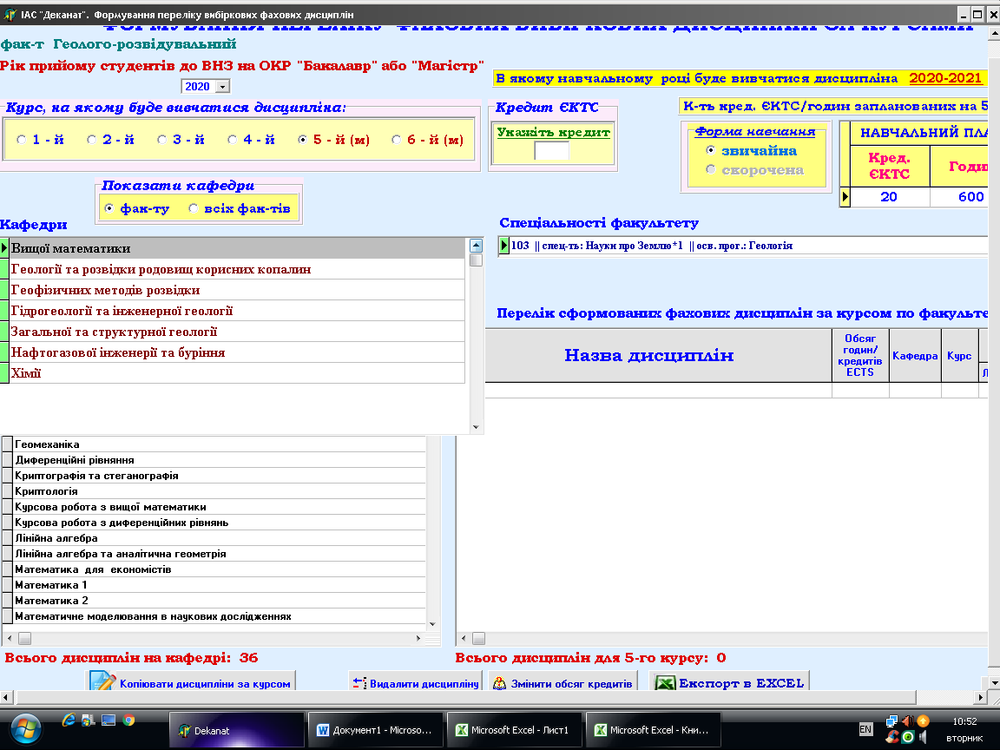 ІАС "Деканат". Формування переліку вибіркових фахових дисциплін
ФОРМУВАННЯ ПЕРЕЛІКУ ФАХОВИХ ВИБІРКОВИХ ДИСЦИПЛІН ЗА КУРСАМИ
фак-т Геолого-розвідувальний
Рік прийому студентів до ВНЗ на ОКР "Бакалавр" або "Магістр"
2020
В якому навчальному році буде вивчатися дисципліна 2020-2021
Курс, на якому буде вивчатися дисципліна:
1 - й 2 - й 3 - й 4 - й 5 - й (м) 6 - й (м)
Кредит ЄКТС
Укажіть кредит
К-ть кред. ЄКТС/годин запланованих на 5
Форма навчання
звичайна
скорочена
НАВЧАЛЬНИЙ ПЛА
Кред. ЄКТС
Годин
20 600
Показати кафедри
фак-ту всіх фак-тів
Кафедри
Вищої математики
Геології та розвідки родовищ корисних копалин
Геофізичних методів розвідки
Гідрогеології та інженерної геології
Загальної та структурної геології
Нафтогазової інженерії та буріння
Хімії
Спеціальності факультету
103 || спец-ть: Науки про Землю*1 || осв. прог.: Геологія
Перелік сформованих фахових дисциплін за курсом по факульте
Назва дисциплін
Обсяг
годин/
кредитів
ECTS
Кафедра
Курс
Л
Геомеханіка
Диференційні рівняння
Криптографія та стеганографія
Криптологія
Курсова робота з вищої математики
Курсова робота з диференційних рівнянь
Лінійна алгебра
Лінійна алгебра та аналітична геометрія
Математика для економістів
Математика 1
Математика 2
Математичне моделювання в наукових дослідженнях
Всього дисциплін на кафедрі: 36
Всього дисциплін для 5-го курсу: 0
Копіювати дисципліни за курсом
Видалити дисципліну
Змінити обсяг кредитів
Експорт в EXCEL
Dekanat
Документ1 - Microso...
Microsoft Excel - Лист1
Microsoft Excel - Кни...
EN
10:52
вторник